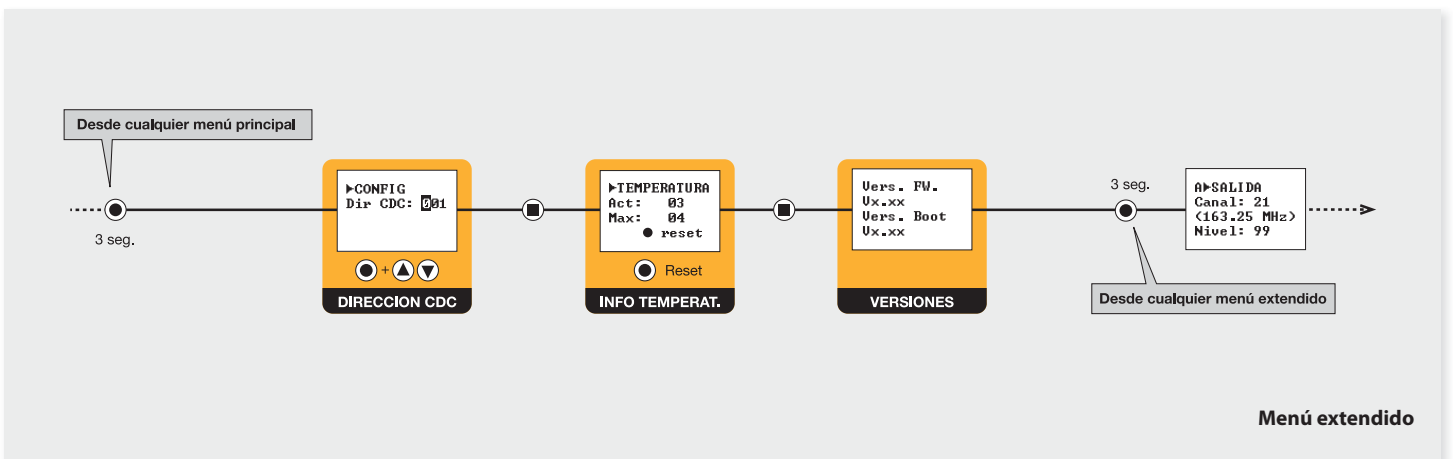 Desde cualquier menú principal
3 seg.
▶CONFIG
Dir CDC: 001
+
DIRECCION CDC
▶TEMPERATURA
Act: 03
Max: 04
● reset
Reset
INFO TEMPERAT.
Vers. FW.
Vx.xx
Vers. Boot
Vx.xx
VERSIONES
3 seg.
Desde cualquier menú extendido
A▶SALIDA
Canal: 21
(163.25 MHz)
Nivel: 99
Menú extendido